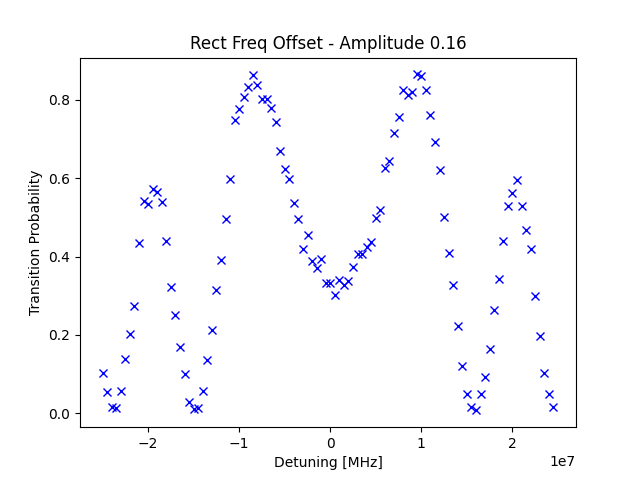 Rect Freq Offset - Amplitude 0.16
Transition Probability
0.8
0.6
0.4
0.2
0.0
−2
−1
0
1
2
1e7
Detuning [MHz]